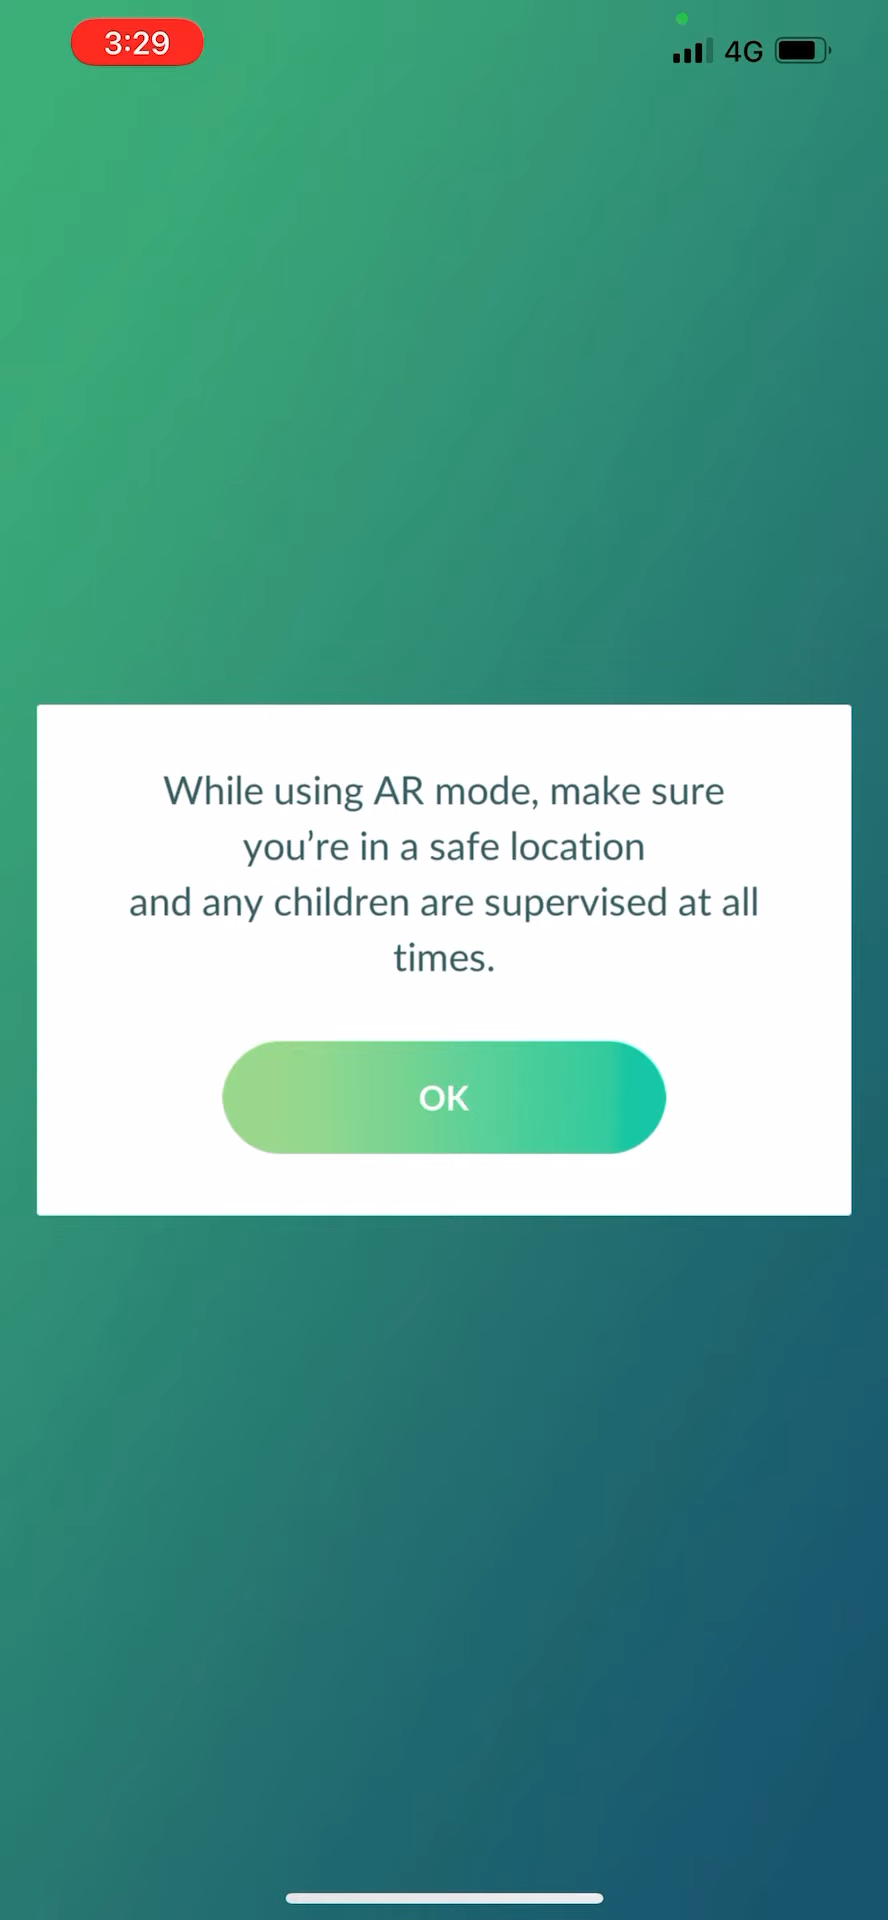 3:29
4G
While using AR mode, make sure
you’re in a safe location
and any children are supervised at all
times.
OK